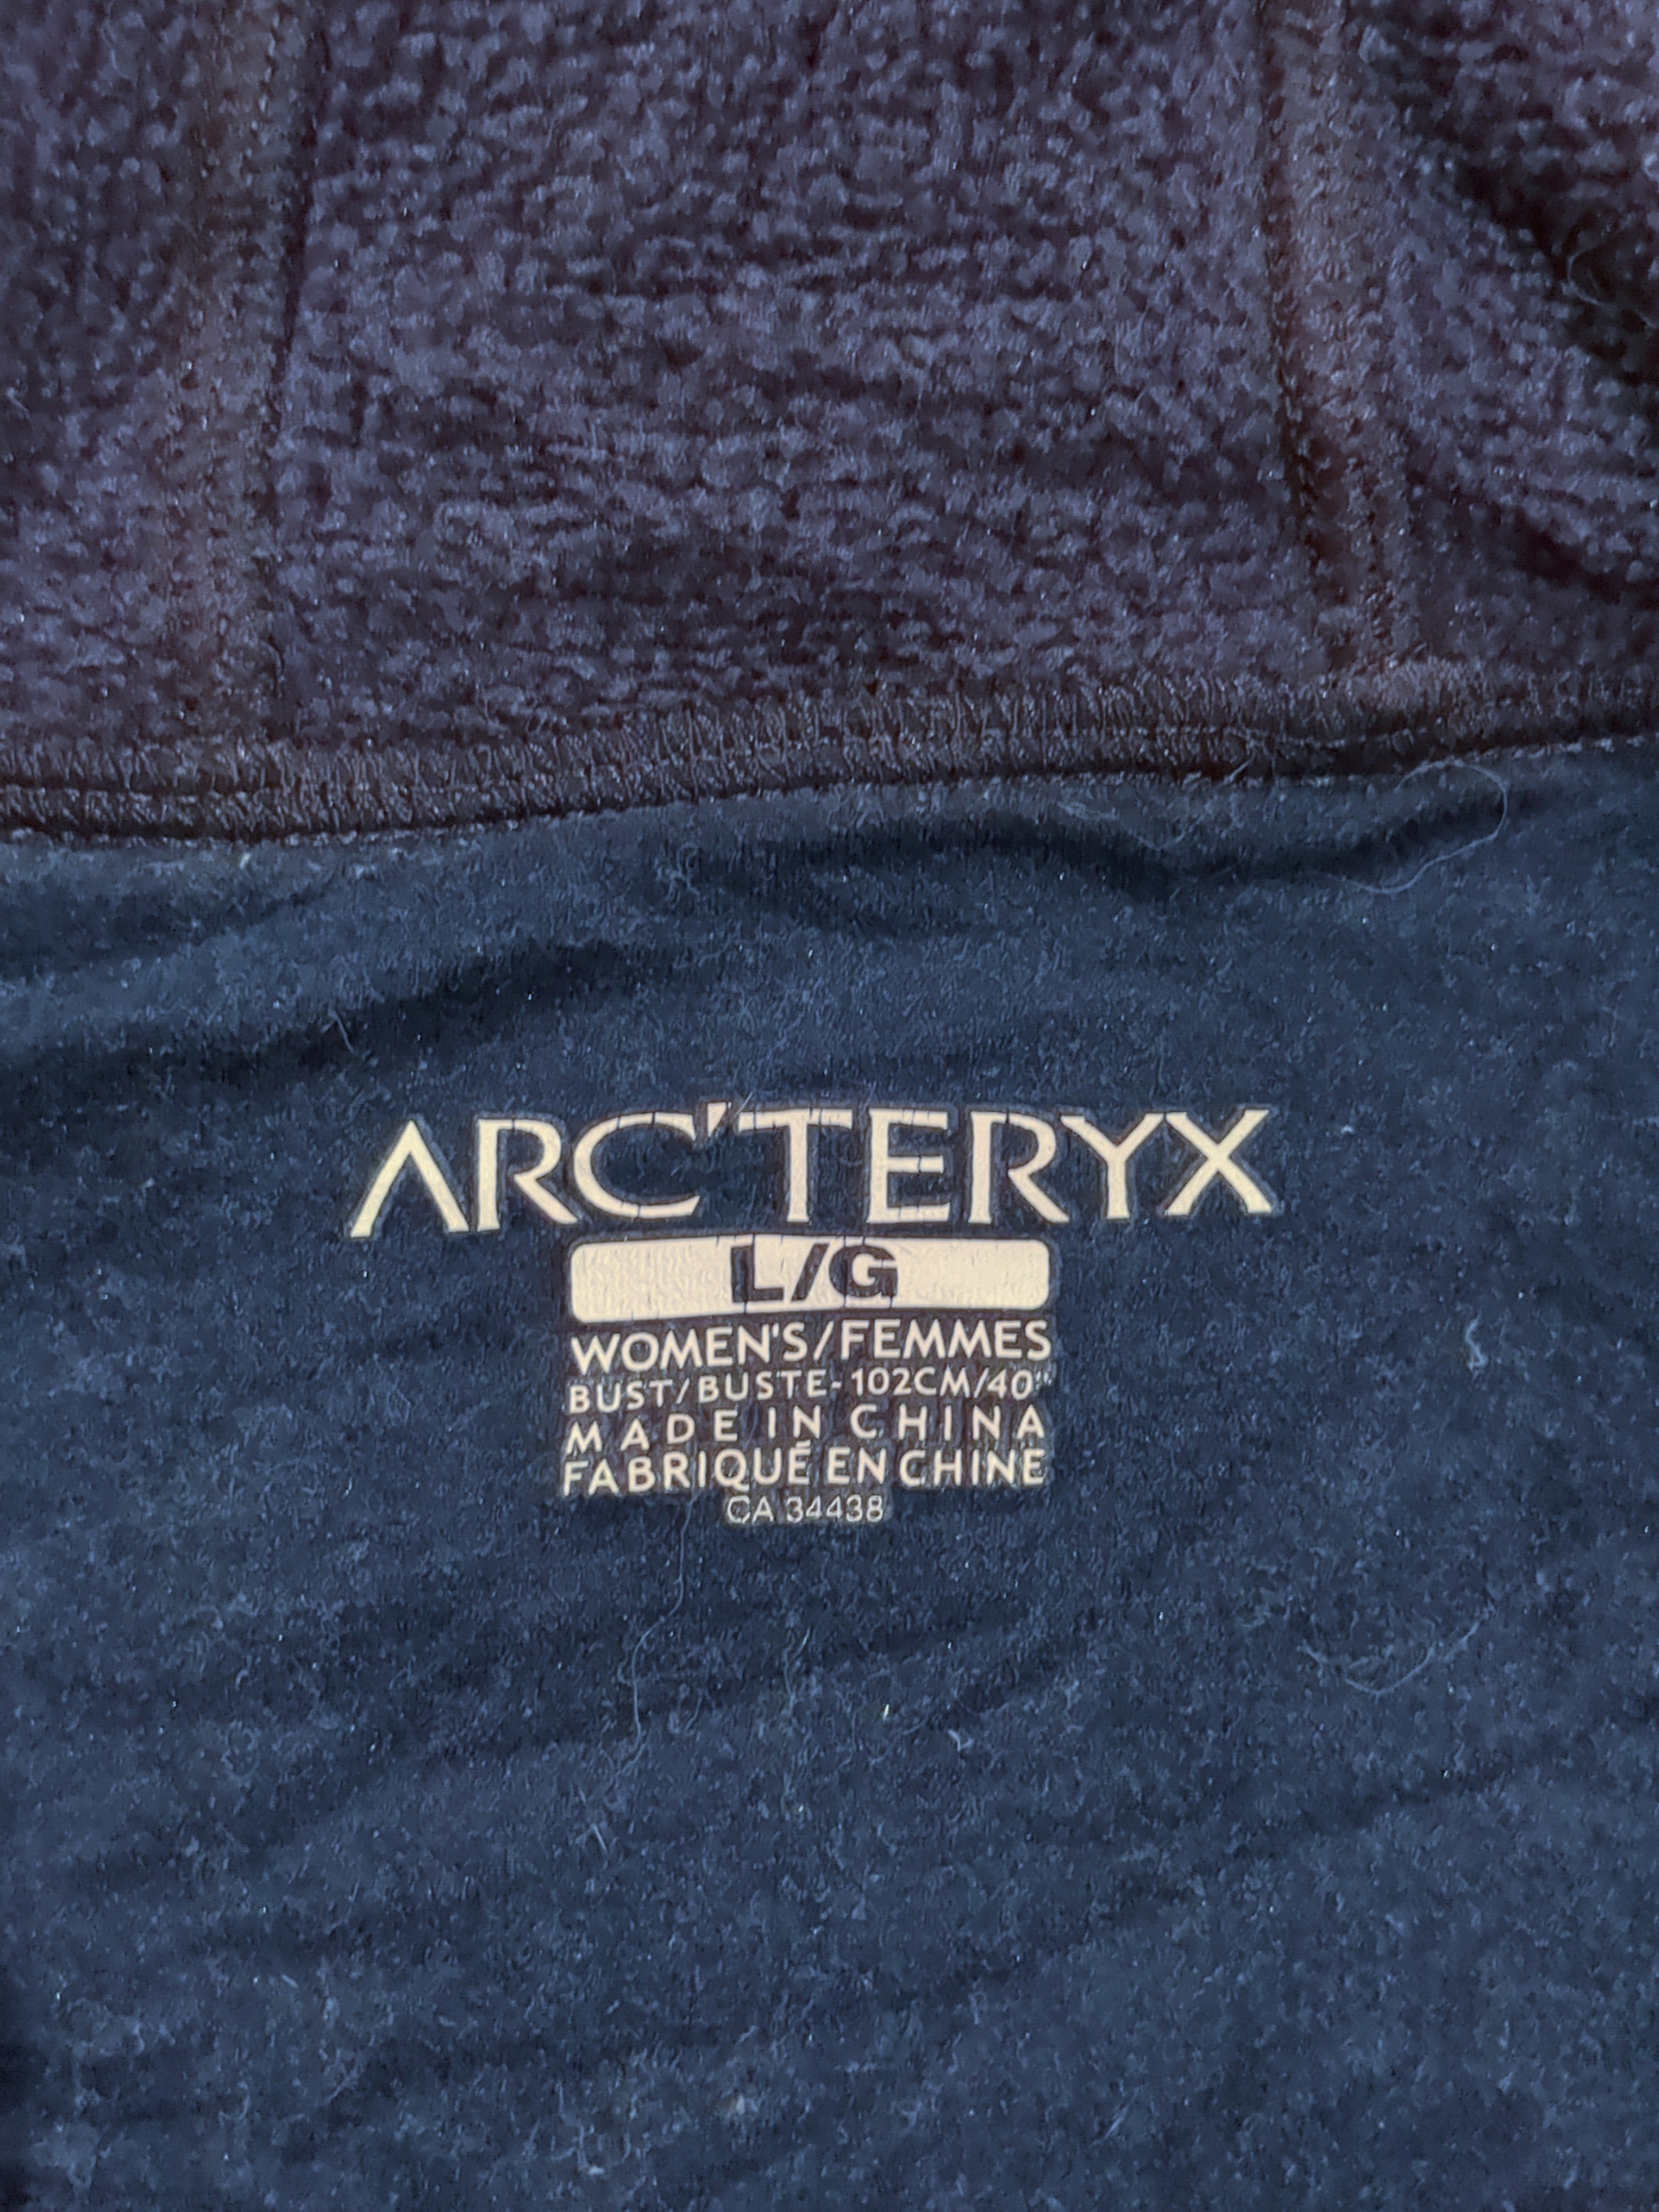 ARC'TERYX
L/G
WOMEN'S/FEMMES
BUST/BUSTE-102CM/40"
MADE IN CHINA
FABRIQUÉ EN CHINE
CA 34438